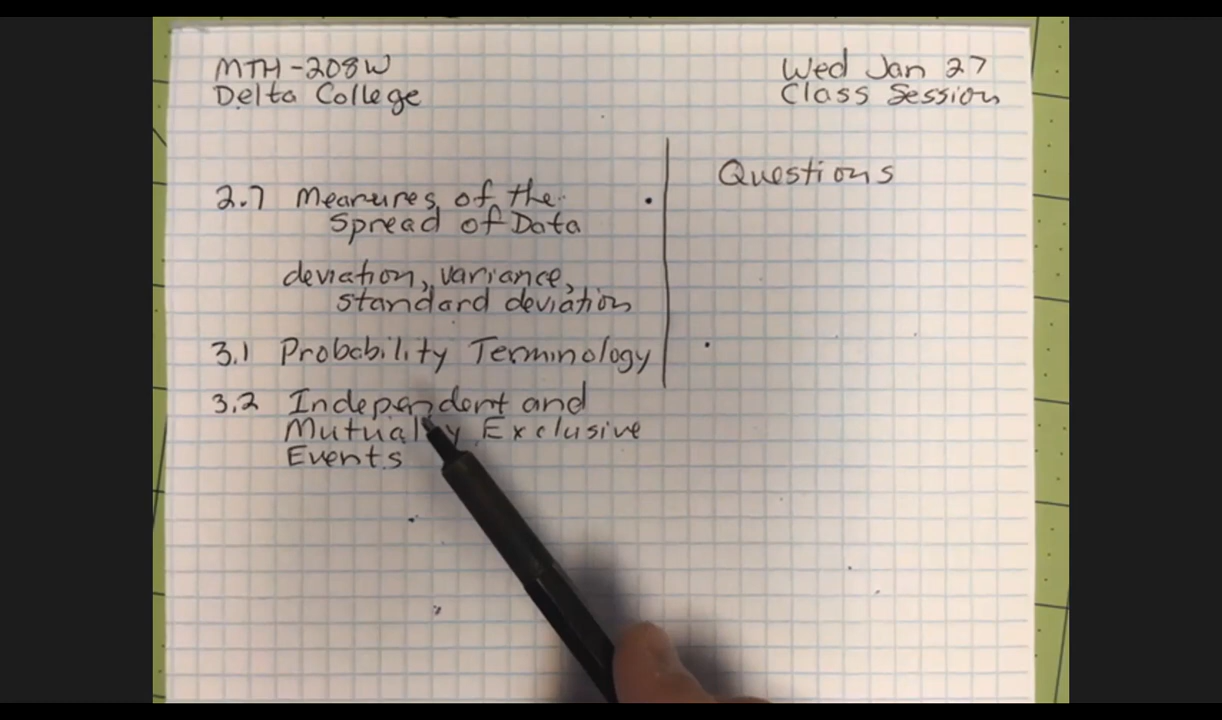 MTH-208W
Delta College
Wed Jan 27
Class Session
Questions
2.7 Measures of the
Spread of Data
deviation, variance,
standard deviation
3.1 Probability Terminology
3.2 Independent and
Mutually Exclusive
Events